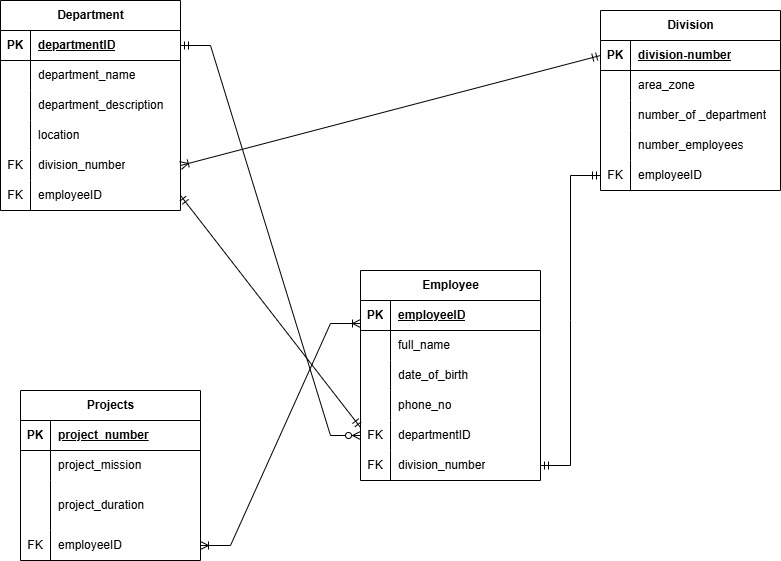 Department
PK departmentID
department_name
department_description
location
FK division_number
FK employeeID
Division
PK division-number
area_zone
number_of _department
number_employees
FK employeeID
Employee
PK employeeID
full_name
date_of_birth
phone_no
FK departmentID
FK division_number
Projects
PK project_number
project_mission
project_duration
FK employeeID